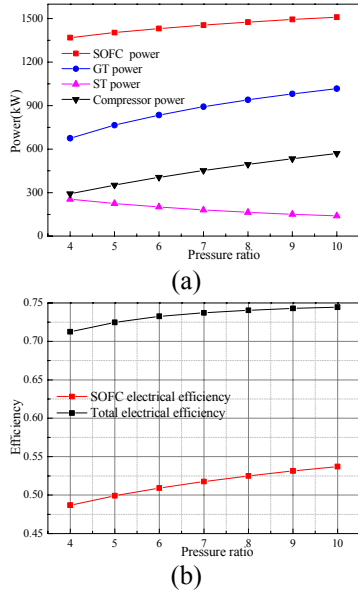 1500
1200
900
600
300
0
Power(kW)
SOFC power
GT power
ST power
Compressor power
4 5 6 7 8 9 10
Pressure ratio
(a)
0.75
0.70
0.65
0.60
0.55
0.50
0.45
Efficiency
SOFC electrical efficiency
Total electrical efficiency
4 5 6 7 8 9 10
Pressure ratio
(b)